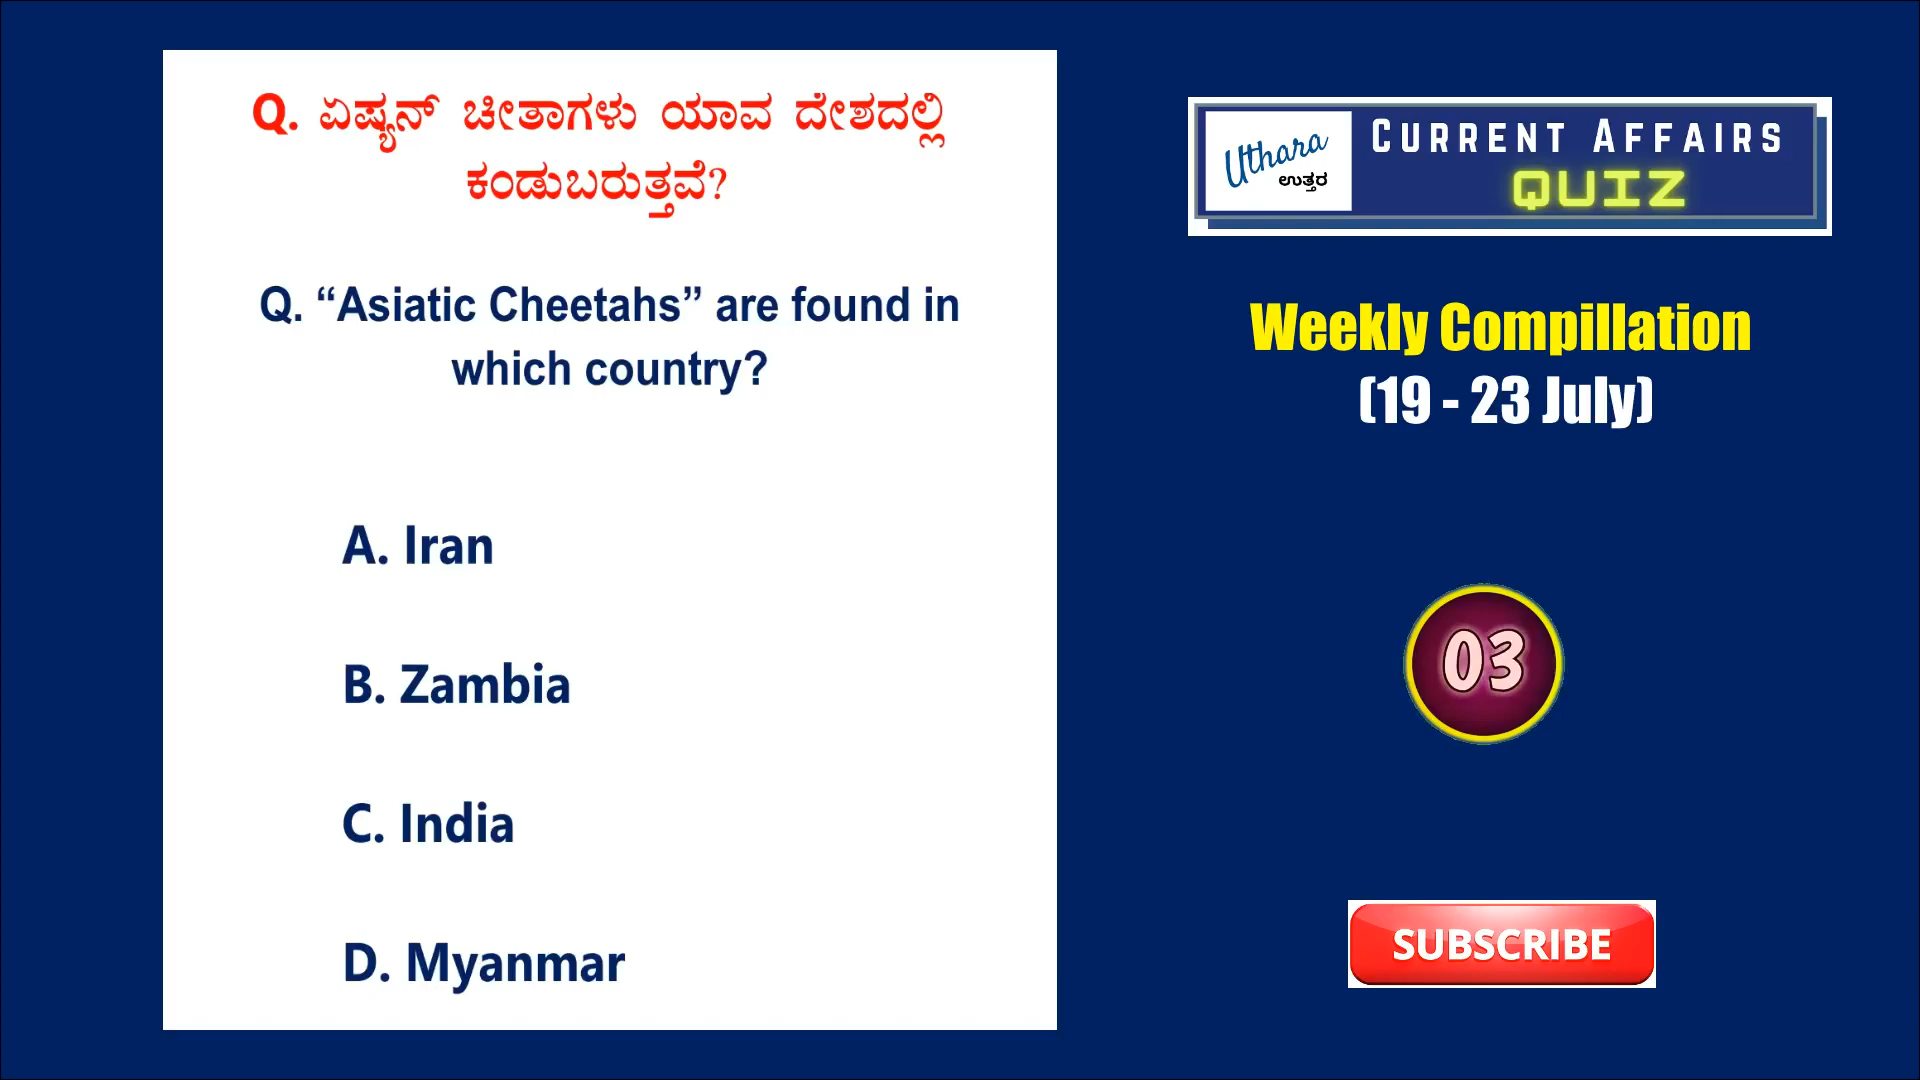 Q. ಏಷ್ಯನ್ ಚೀತಾಗಳು ಯಾವ ದೇಶದಲ್ಲಿ
ಕಂಡುಬರುತ್ತವೆ?
Q. “Asiatic Cheetahs” are found in
which country?
A. Iran
B. Zambia
C. India
D. Myanmar
Uthara
ಉತ್ತರ
CURRENT AFFAIRS
QUIZ
Weekly Compillation
(19 - 23 July)
03
SUBSCRIBE